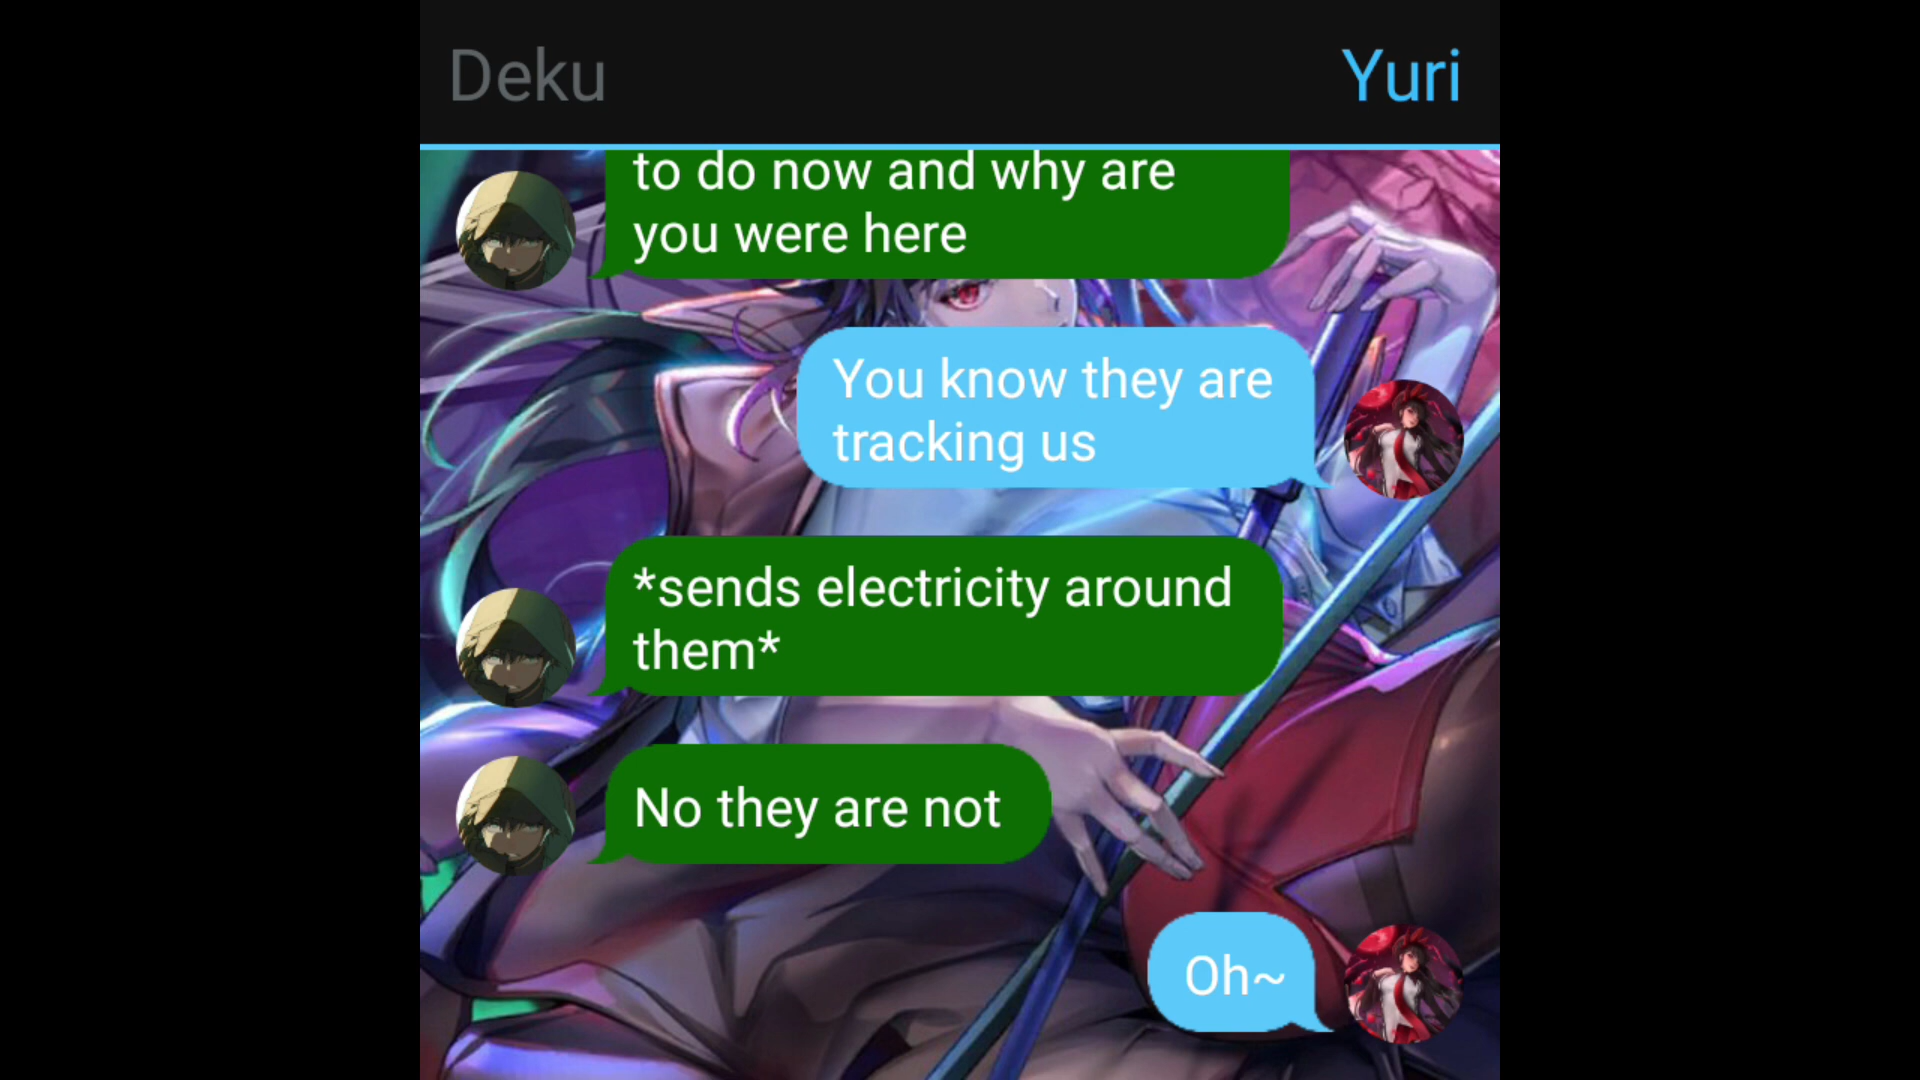 Deku
Yuri
to do now and why are
you were here
You know they are
tracking us
*sends electricity around
them*
No they are not
Oh~